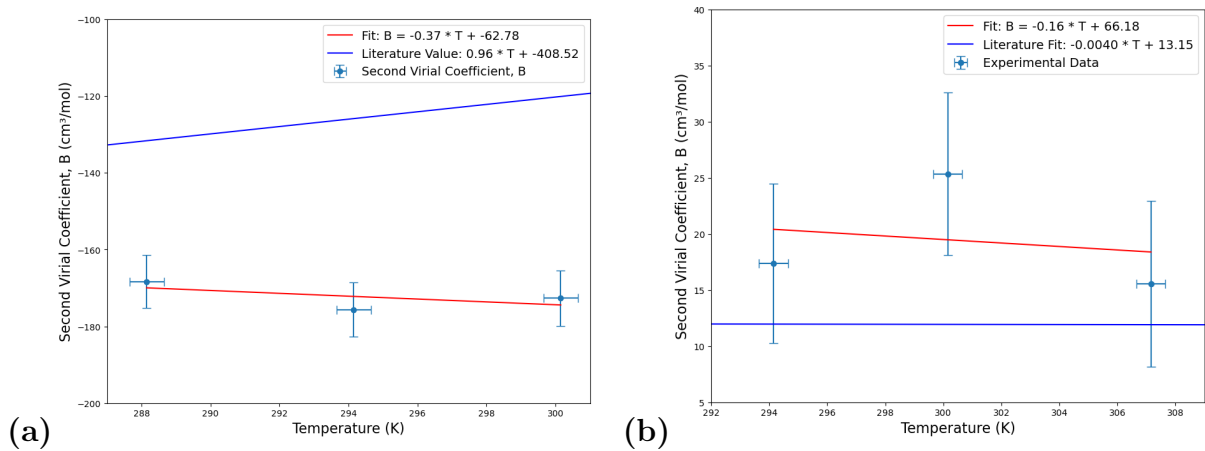 Fit: B = -0.37 * T + -62.78
Literature Value: 0.96 * T + -408.52
Second Virial Coefficient, B
Second Virial Coefficient, B (cm³/mol)
−100
−120
−140
−160
−180
−200
288 290 292 294 296 298 300
Temperature (K)
(a)
Fit: B = -0.16 * T + 66.18
Literature Fit: -0.0040 * T + 13.15
Experimental Data
Second Virial Coefficient, B (cm³/mol)
40
35
30
25
20
15
10
5
292 294 296 298 300 302 304 306 308
Temperature (K)
(b)